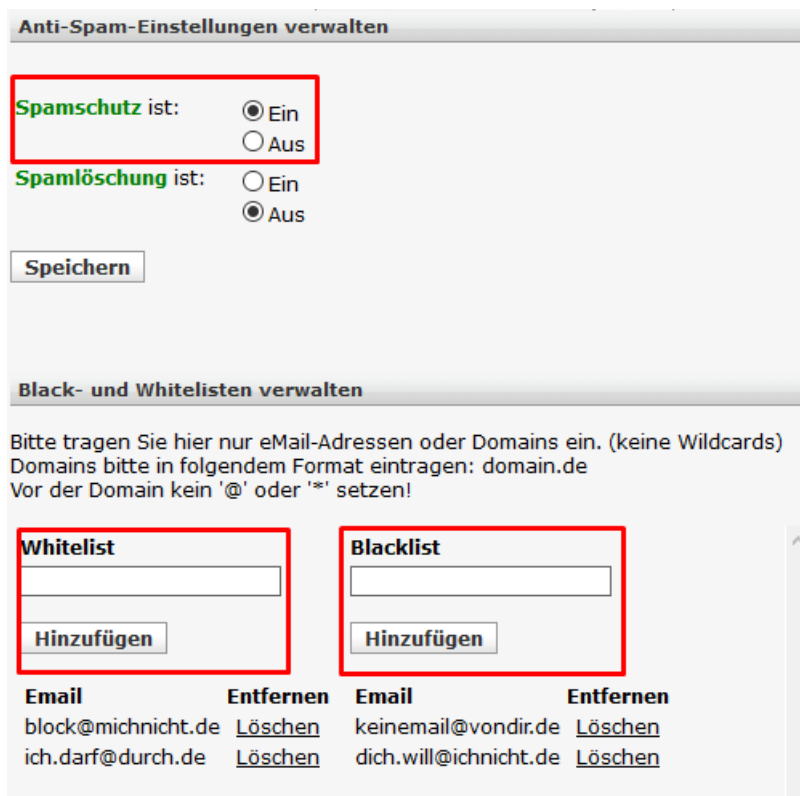 Anti-Spam-Einstellungen verwalten
Spamschutz ist: Ein
Aus
Spamlöschung ist: Ein
Aus
Speichern
Black- und Whitelisten verwalten
Bitte tragen Sie hier nur eMail-Adressen oder Domains ein. (keine Wildcards)
Domains bitte in folgendem Format eintragen: domain.de
Vor der Domain kein '@' oder '*' setzen!
Whitelist Blacklist
Hinzufügen Hinzufügen
Email Entfernen Email Entfernen
block@michnicht.de Löschen keinemail@vondir.de Löschen
ich.darf@durch.de Löschen dich.will@ichnicht.de Löschen